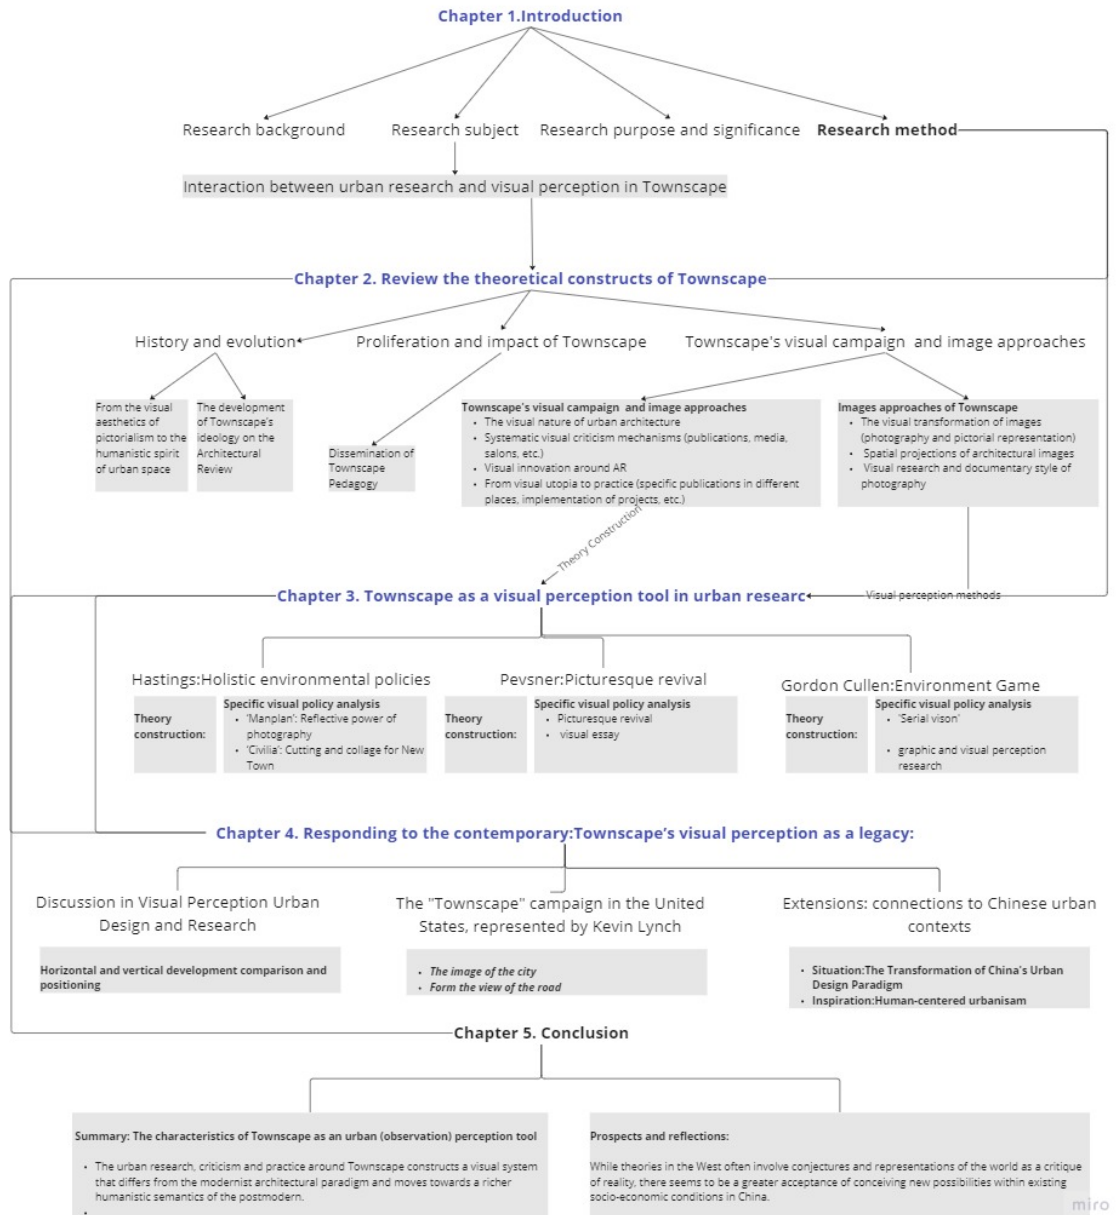 Chapter 1.Introduction
Research background
Research subject
Research purpose and significance
Research method
Interaction between urban research and visual perception in Townscape
Chapter 2. Review the theoretical constructs of Townscape
History and evolution
Proliferation and impact of Townscape
Townscape's visual campaign and image approaches
From the visual
aesthetics of
pictorialism to the
humanistic spirit
of urban space
The development
of Townscape's
ideology on the
Architectural
Review
Dissemination of
Townscape
Pedagogy
Townscape's visual campaign and image approaches
• The visual nature of urban architecture
• Systematic visual criticism mechanisms (publications, media,
salons, etc.)
• Visual innovation around AR
• From visual utopia to practice (specific publications in different
places, implementation of projects, etc.)
Images approaches of Townscape
• The visual transformation of images
(photography and pictorial representation)
• Spatial projections of architectural images
• Visual research and documentary style of
photography
Theory Construction
Visual perception methods
Chapter 3. Townscape as a visual perception tool in urban researc
Hastings:Holistic environmental policies
Theory
construction:
Specific visual policy analysis
• 'Manplan': Reflective power of
photography
• 'Civilia': Cutting and collage for New
Town
Pevsner:Picturesque revival
Theory
construction:
Specific visual policy analysis
• Picturesque revival
• visual essay
Gordon Cullen:Environment Game
Theory
construction:
Specific visual policy analysis
• 'Serial vison'
• graphic and visual perception
research
Chapter 4. Responding to the contemporary:Townscape's visual perception as a legacy:
Discussion in Visual Perception Urban
Design and Research
Horizontal and vertical development comparison and
positioning
The "Townscape" campaign in the United
States, represented by Kevin Lynch
• The image of the city
• Form the view of the road
Extensions: connections to Chinese urban
contexts
• Situation:The Transformation of China's Urban
Design Paradigm
• Inspiration:Human-centered urbanisam
Chapter 5. Conclusion
Summary: The characteristics of Townscape as an urban (observation) perception tool
• The urban research, criticism and practice around Townscape constructs a visual system
that differs from the modernist architectural paradigm and moves towards a richer
humanistic semantics of the postmodern.
•
Prospects and reflections:
While theories in the West often involve conjectures and representations of the world as a critique
of reality, there seems to be a greater acceptance of conceiving new possibilities within existing
socio-economic conditions in China.
miro